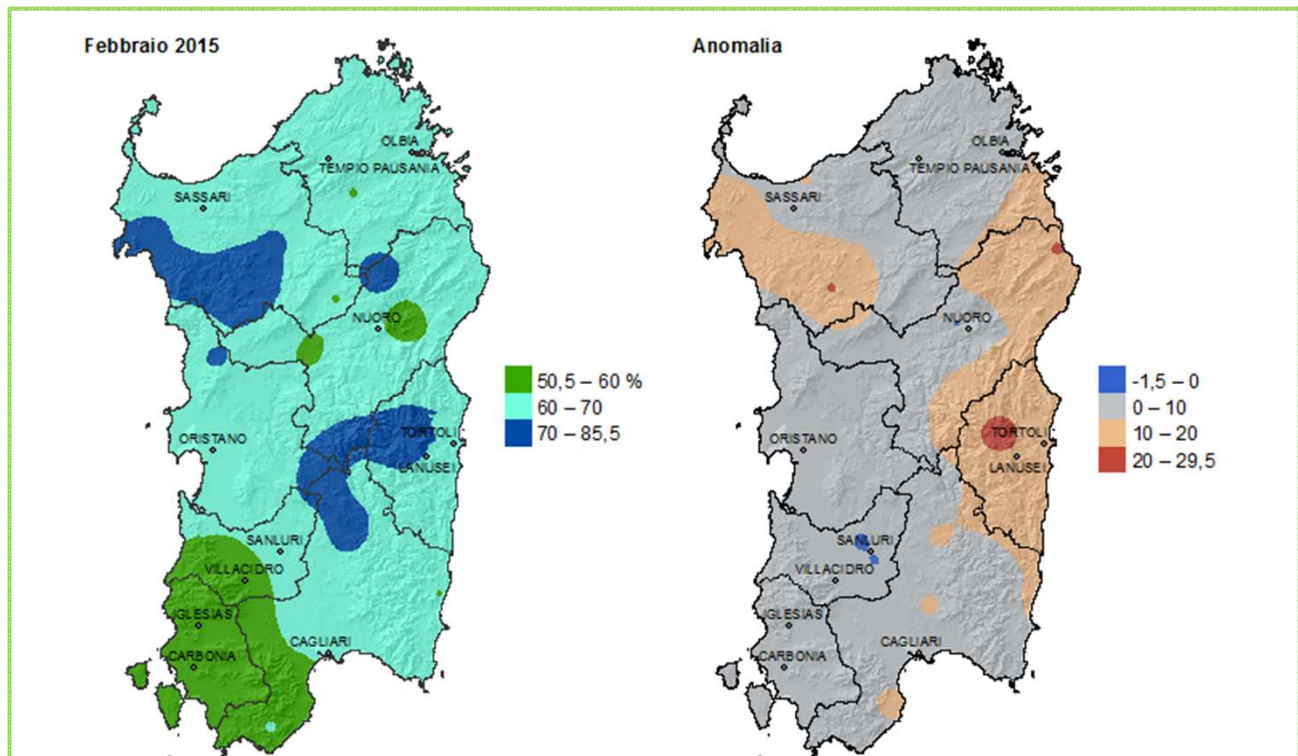 Febbraio 2015
OLBIA
TEMPIO PAUSANIA
SASSARI
NUORO
ORISTANO
TORTOLI
LANUSEI
SANLURI
VILLACIDRO
IGLESIAS
CAGLIARI
CARBONIA
50,5 – 60 %
60 – 70
70 – 85,5
Anomalia
OLBIA
TEMPIO PAUSANIA
SASSARI
NUORO
ORISTANO
TORTOLI
LANUSEI
SANLURI
VILLACIDRO
IGLESIAS
CAGLIARI
CARBONIA
-1,5 – 0
0 – 10
10 – 20
20 – 29,5